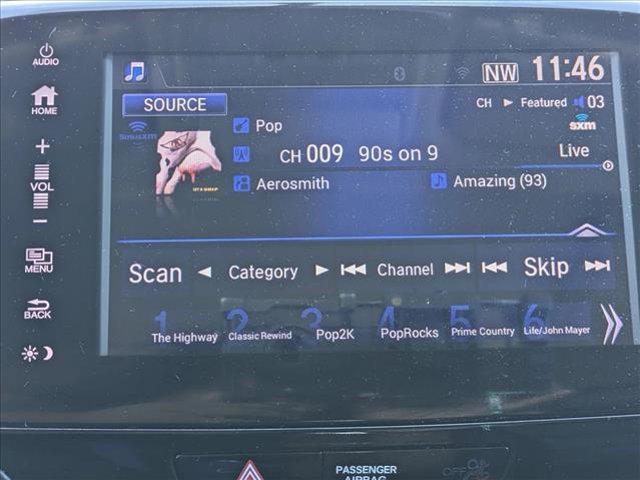 AUDIO
NW 11:46
SOURCE
CH ► Featured 03
HOME
SiriusXM
Pop
sxm
+
CH 009 90s on 9
Live
VOL
Aerosmith
Amazing (93)
−
MENU
Scan ◄ Category ► Channel Skip
BACK
1 2 3 4 5 6
The Highway Classic Rewind Pop2K PopRocks Prime Country Life/John Mayer
PASSENGER
AIRBAG
OFF